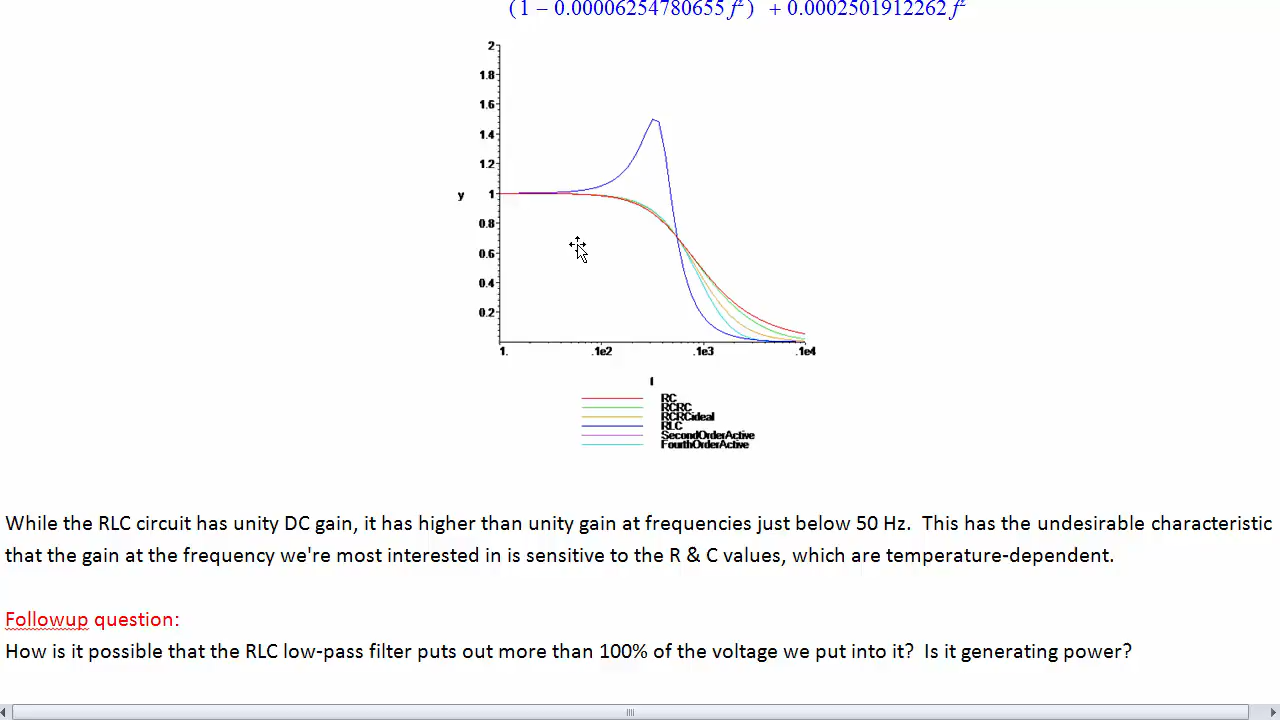 (1 − 0.00006254780655 f²) + 0.0002501912262 f²
2
1.8
1.6
1.4
1.2
y 1
0.8
0.6
0.4
0.2
1. .1e2 .1e3 .1e4
f
RC
RCRC
RCRCideal
RLC
SecondOrderActive
FourthOrderActive
While the RLC circuit has unity DC gain, it has higher than unity gain at frequencies just below 50 Hz. This has the undesirable characteristic
that the gain at the frequency we're most interested in is sensitive to the R & C values, which are temperature-dependent.
Followup question:
How is it possible that the RLC low-pass filter puts out more than 100% of the voltage we put into it? Is it generating power?